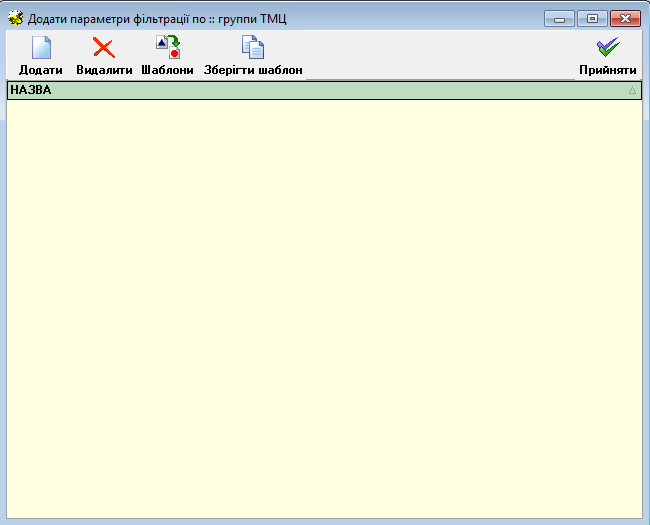 Додати параметри фільтрації по :: группи ТМЦ
Додати Видалити Шаблони Зберігти шаблон Прийняти
НАЗВА